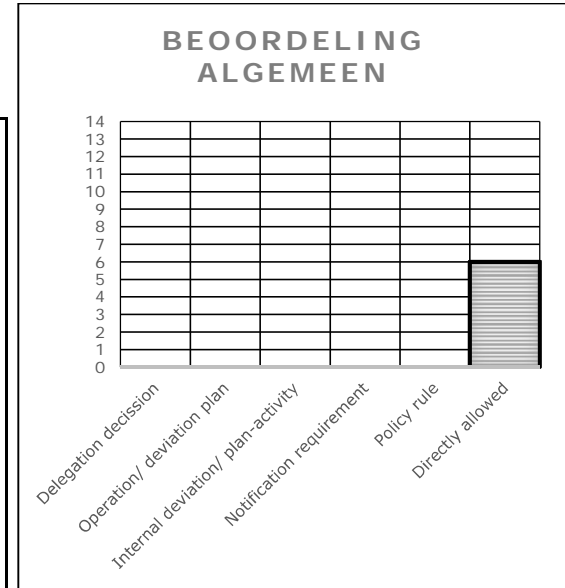 BEOORDELING
ALGEMEEN
14
13
12
11
10
9
8
7
6
5
4
3
2
1
0
Delegation decission
Operation/ deviation plan
Internal deviation/ plan-activity
Notification requirement
Policy rule
Directly allowed